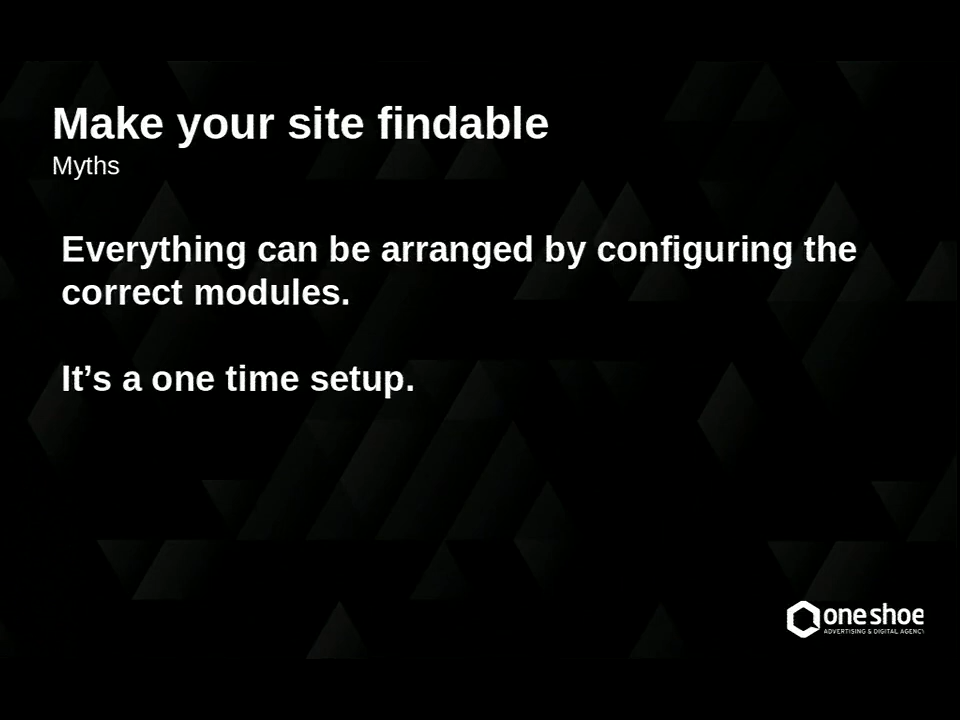 Make your site findable
Myths
Everything can be arranged by configuring the
correct modules.
It’s a one time setup.
oneshoe
ADVERTISING & DIGITAL AGENCY